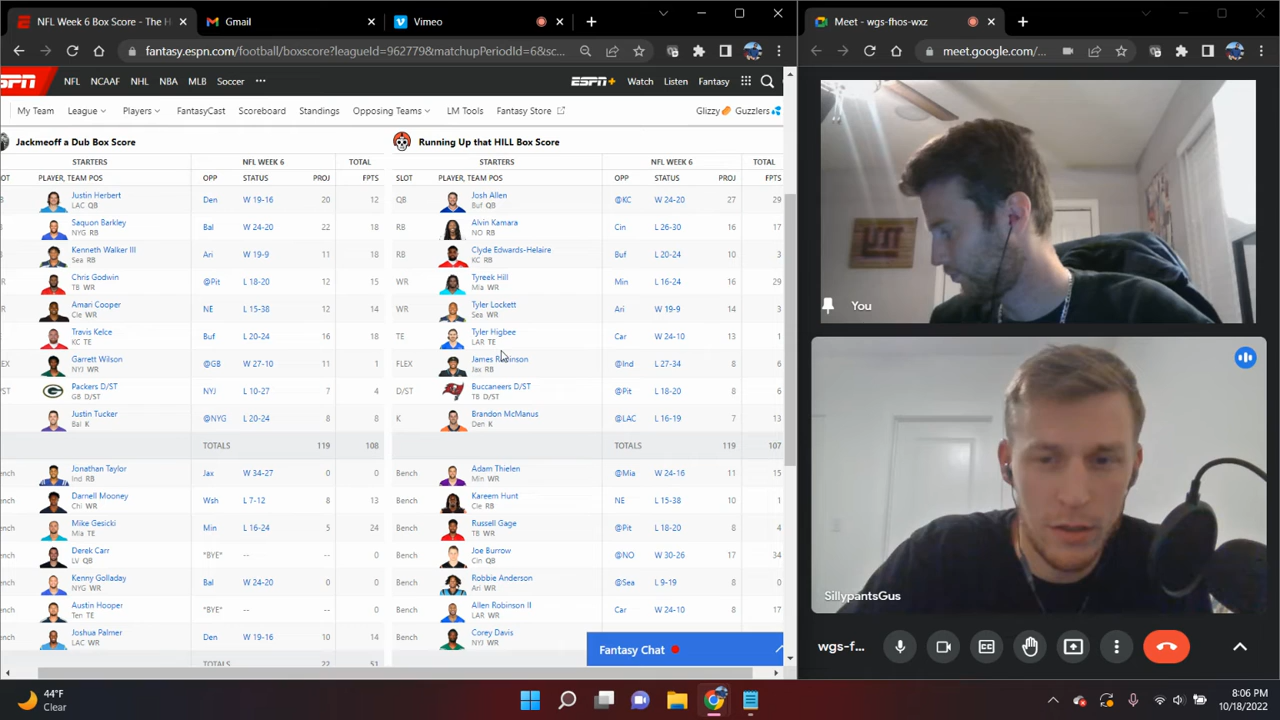 NFL Week 6 Box Score - The H
Gmail
Vimeo
Meet - wgs-fhos-wxz
fantasy.espn.com/football/boxscore?leagueId=962779&matchupPeriodId=6&sc...
meet.google.com/...
NFL NCAAF NHL NBA MLB Soccer ••• ESPN+ Watch Listen Fantasy
My Team League Players FantasyCast Scoreboard Standings Opposing Teams LM Tools Fantasy Store Glizzy Guzzlers
Jackmeoff a Dub Box Score
STARTERS NFL WEEK 6 TOTAL
PLAYER, TEAM POS OPP STATUS PROJ FPTS
Justin Herbert Den W 19-16 20 12
LAC QB
Saquon Barkley Bal W 24-20 22 18
NYG RB
Kenneth Walker III Ari W 19-9 11 18
Sea RB
Chris Godwin @Pit L 18-20 12 15
TB WR
Amari Cooper NE L 15-38 12 14
Cle WR
Travis Kelce Buf L 20-24 16 18
KC TE
Garrett Wilson @GB W 27-10 11 1
NYJ WR
Packers D/ST NYJ L 10-27 7 4
GB D/ST
Justin Tucker @NYG L 20-24 8 8
Bal K
TOTALS 119 108
Jonathan Taylor Jax W 34-27 0 0
Ind RB
Darnell Mooney Wsh L 7-12 8 13
Chi WR
Mike Gesicki Min L 16-24 5 24
Mia TE
Derek Carr *BYE* -- -- 0
LV QB
Kenny Golladay Bal W 24-20 0 0
NYG WR
Austin Hooper *BYE* -- -- 0
Ten TE
Joshua Palmer Den W 19-16 10 14
LAC WR
TOTALS 22 51
Running Up that HILL Box Score
STARTERS NFL WEEK 6 TOTAL
SLOT PLAYER, TEAM POS OPP STATUS PROJ FPTS
QB Josh Allen @KC W 24-20 27 29
Buf QB
RB Alvin Kamara Cin L 26-30 16 17
NO RB
RB Clyde Edwards-Helaire Buf L 20-24 10 3
KC RB
WR Tyreek Hill Min L 16-24 16 29
Mia WR
WR Tyler Lockett Ari W 19-9 14 3
Sea WR
TE Tyler Higbee Car W 24-10 13 1
LAR TE
FLEX James Robinson @Ind L 27-34 8 6
Jax RB
D/ST Buccaneers D/ST @Pit L 18-20 8 6
TB D/ST
K Brandon McManus @LAC L 16-19 7 13
Den K
TOTALS 119 107
Bench Adam Thielen @Mia W 24-16 11 15
Min WR
Bench Kareem Hunt NE L 15-38 10 1
Cle RB
Bench Russell Gage @Pit L 18-20 8 4
TB WR
Bench Joe Burrow @NO W 30-26 17 34
Cin QB
Bench Robbie Anderson @Sea L 9-19 8 0
Ari WR
Bench Allen Robinson II Car W 24-10 8 17
LAR WR
Bench Corey Davis
NYJ WR
Fantasy Chat
You
SillypantsGus
wgs-f...
44°F
Clear
8:06 PM
10/18/2022